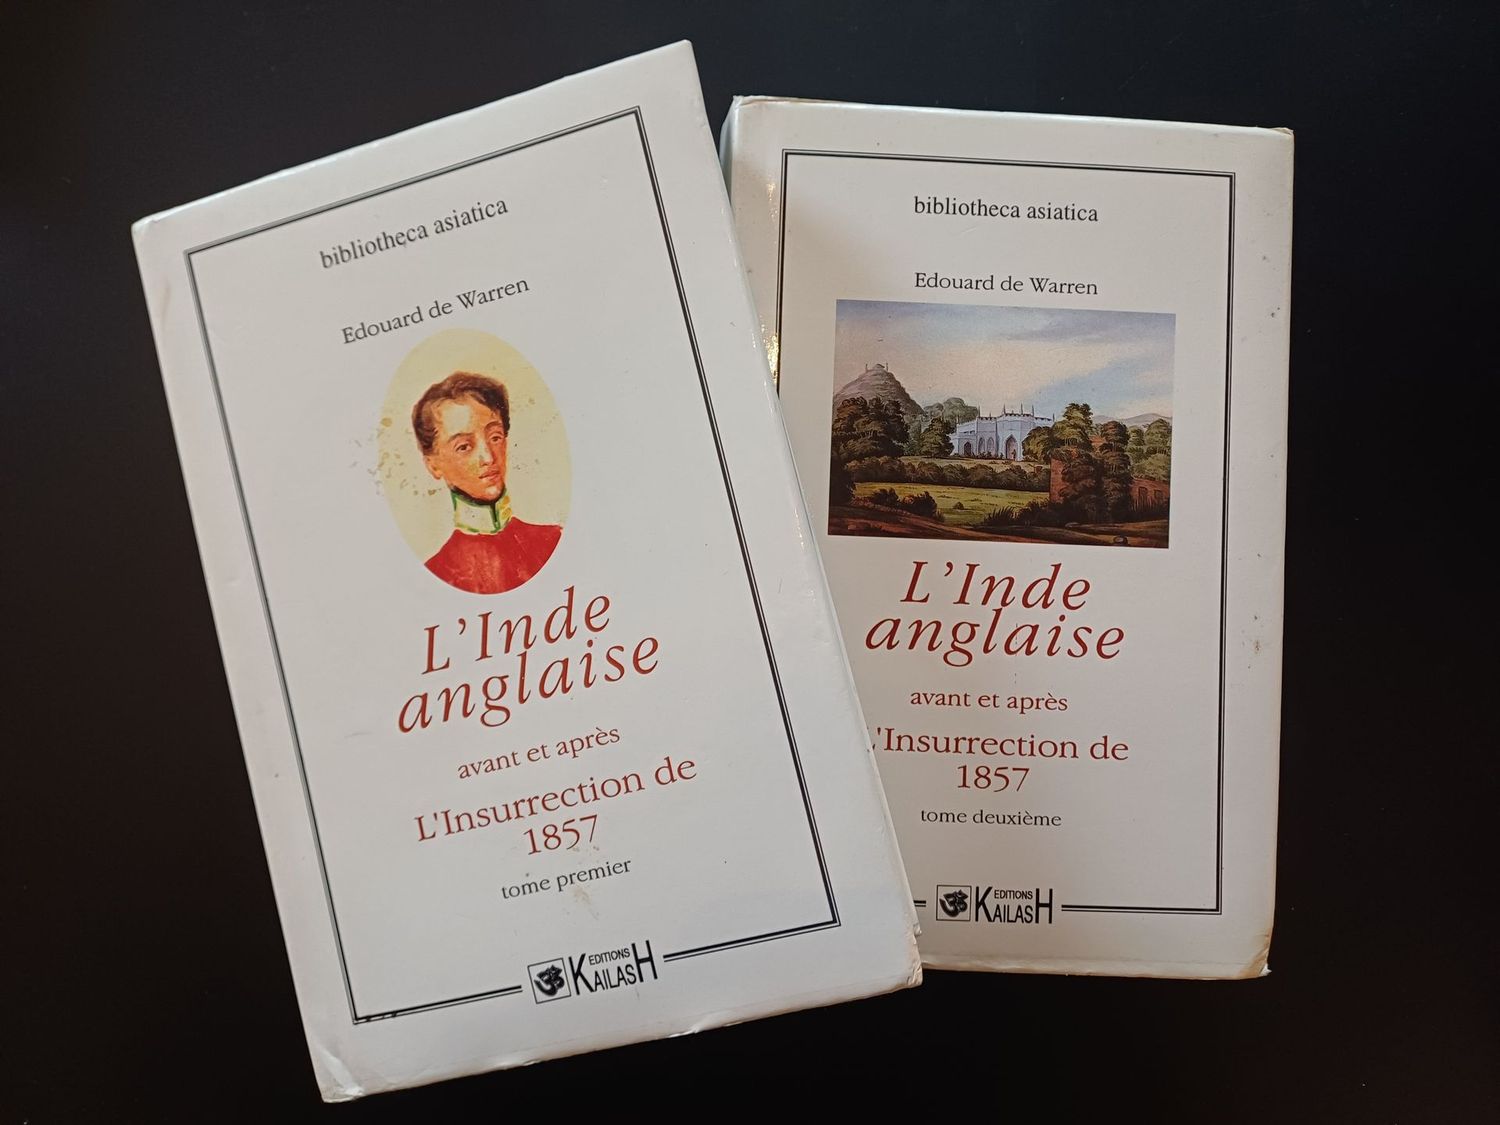 bibliotheca asiatica
Edouard de Warren
L'Inde
anglaise
avant et après
L'Insurrection de
1857
tome premier
EDITIONS
KAILASH
bibliotheca asiatica
Edouard de Warren
L'Inde
anglaise
avant et après
L'Insurrection de
1857
tome deuxième
EDITIONS
KAILASH